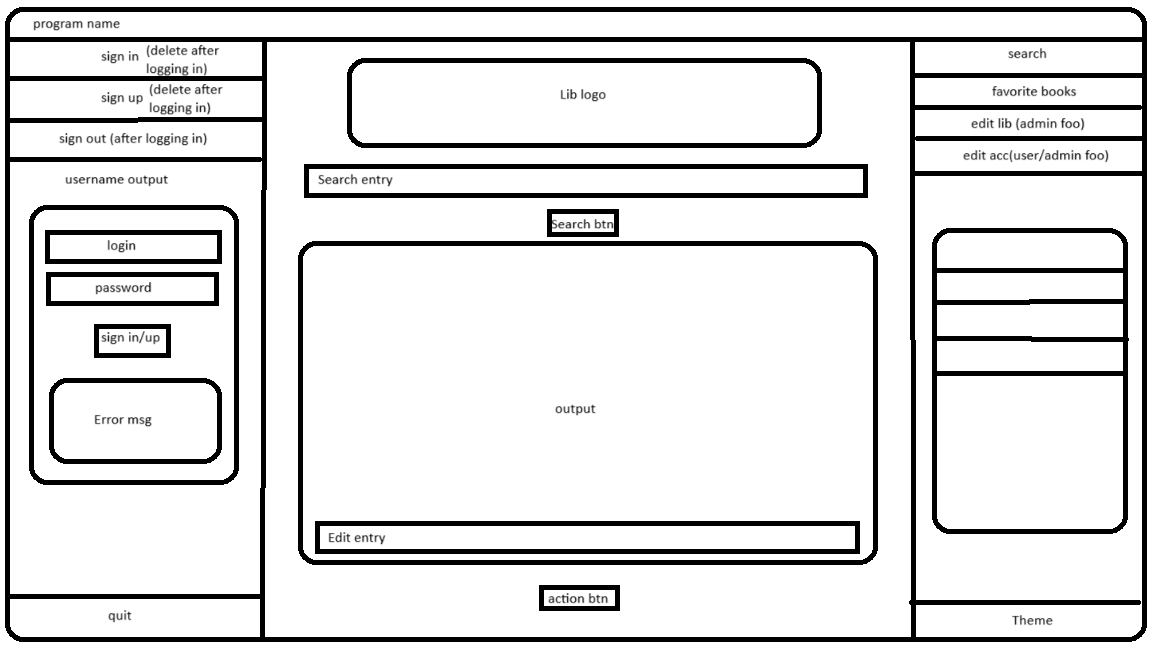 program name
sign in (delete after
logging in)
sign up (delete after
logging in)
sign out (after logging in)
username output
login
password
sign in/up
Error msg
quit
Lib logo
Search entry
Search btn
output
Edit entry
action btn
search
favorite books
edit lib (admin foo)
edit acc(user/admin foo)
Theme